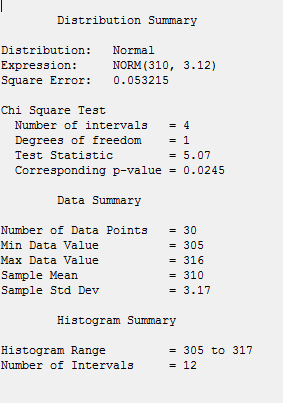 Distribution Summary
Distribution: Normal
Expression: NORM(310, 3.12)
Square Error: 0.053215
Chi Square Test
Number of intervals = 4
Degrees of freedom = 1
Test Statistic = 5.07
Corresponding p-value = 0.0245
Data Summary
Number of Data Points = 30
Min Data Value = 305
Max Data Value = 316
Sample Mean = 310
Sample Std Dev = 3.17
Histogram Summary
Histogram Range = 305 to 317
Number of Intervals = 12